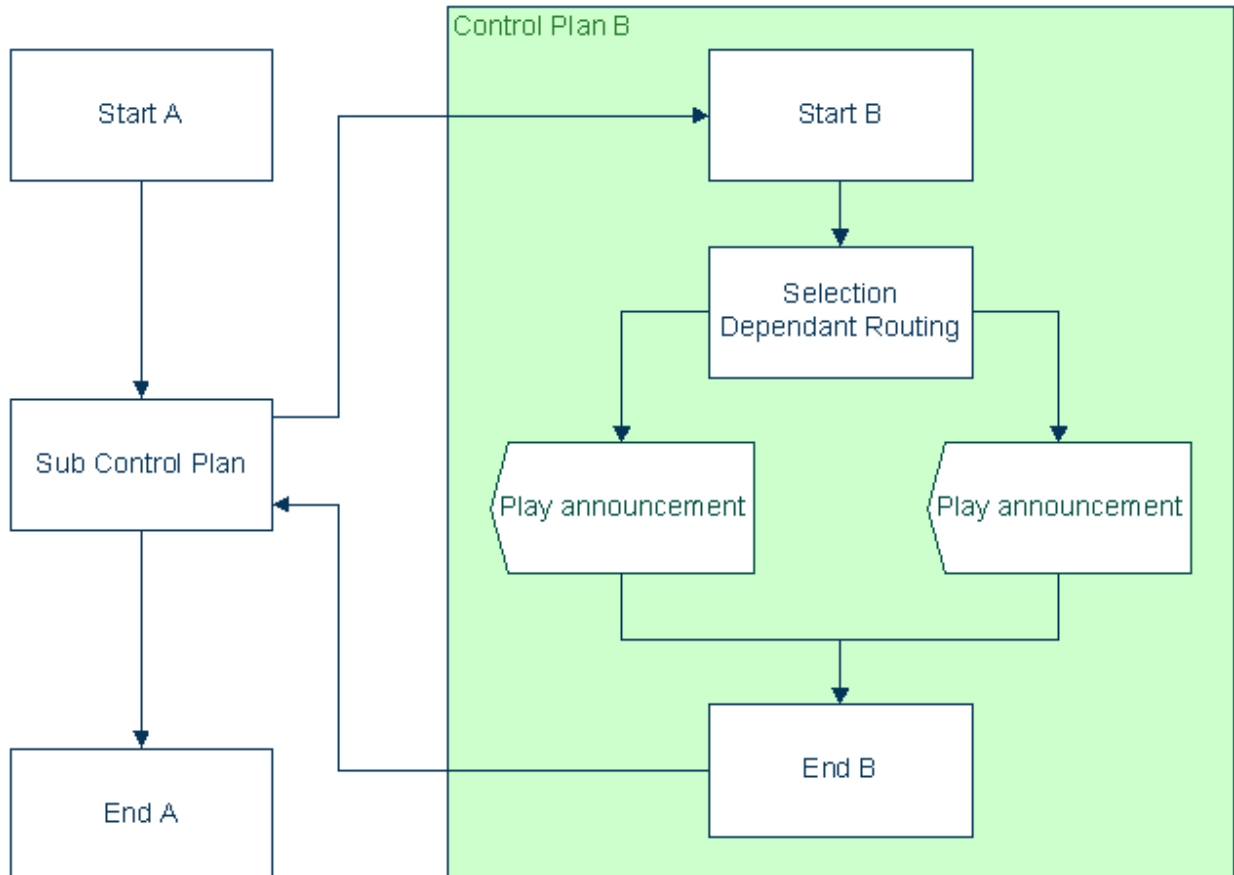 Control Plan B
Start A
Start B
Selection
Dependant Routing
Sub Control Plan
Play announcement
Play announcement
End B
End A